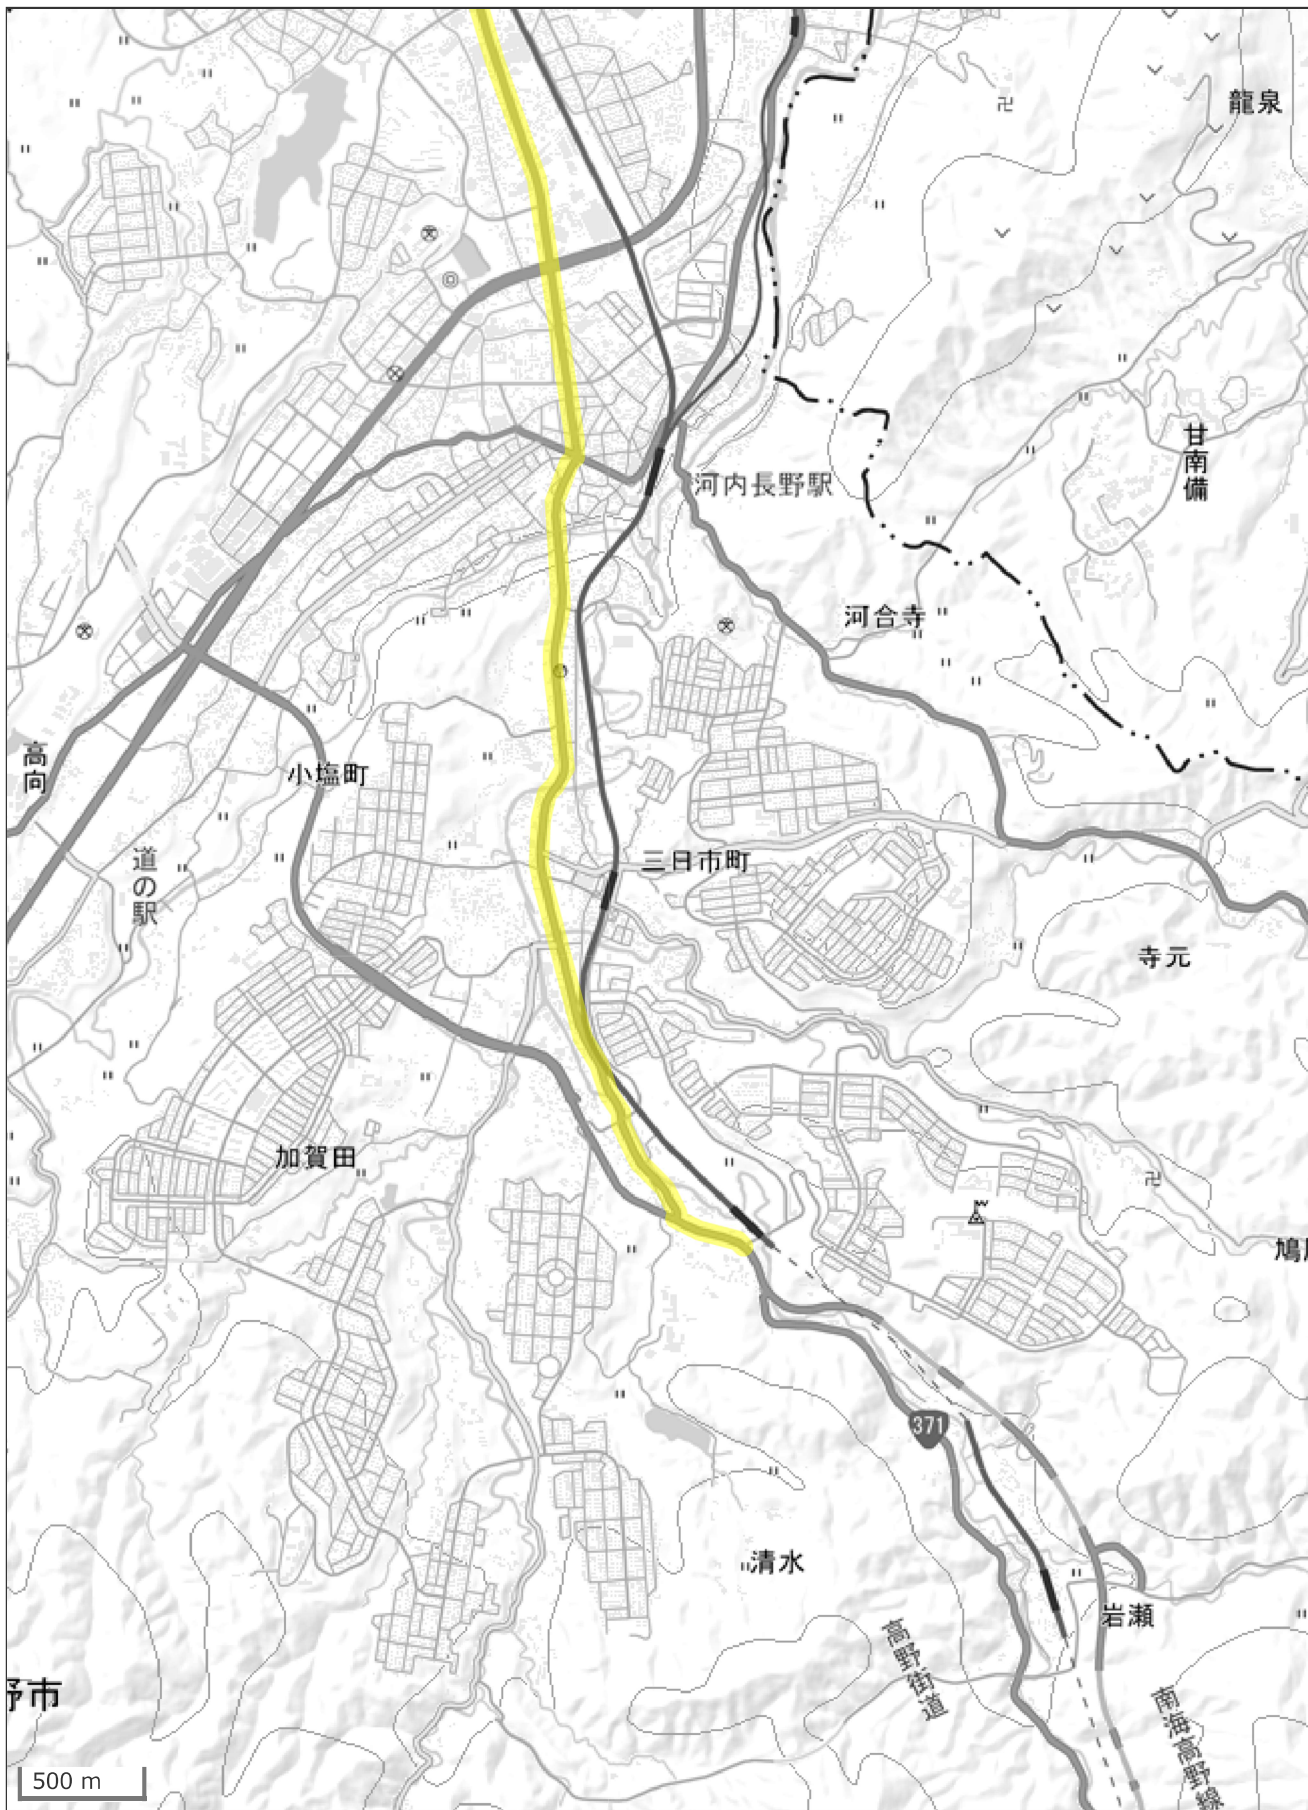 龍泉
甘南備
河内長野駅
河合寺
高向
小塩町
三日市町
道の駅
寺元
加賀田
371
清水
岩瀬
高野街道
野市
南海高野線
500 m